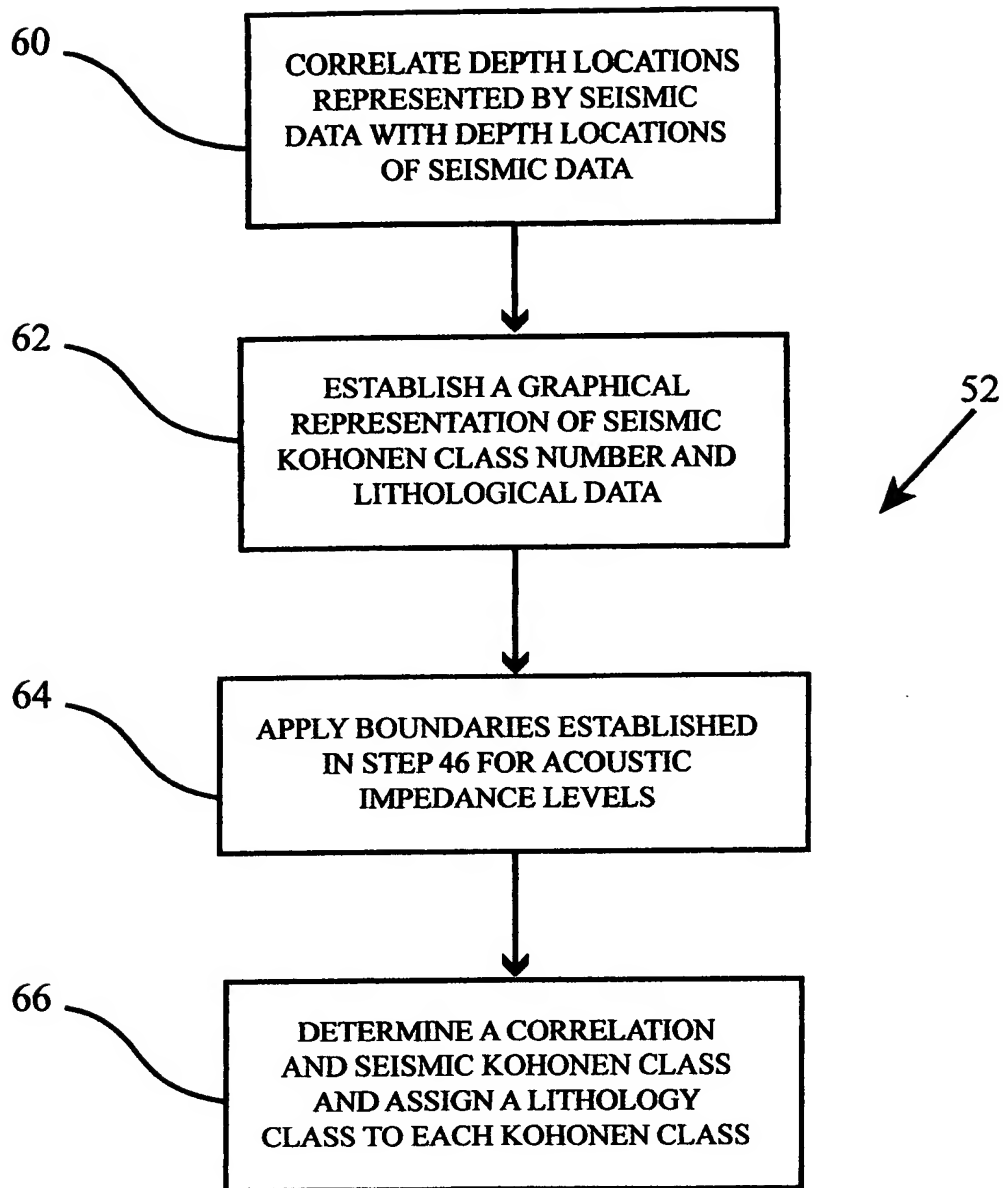 60
CORRELATE DEPTH LOCATIONS
REPRESENTED BY SEISMIC
DATA WITH DEPTH LOCATIONS
OF SEISMIC DATA
62
ESTABLISH A GRAPHICAL
REPRESENTATION OF SEISMIC
KOHONEN CLASS NUMBER AND
LITHOLOGICAL DATA
52
64
APPLY BOUNDARIES ESTABLISHED
IN STEP 46 FOR ACOUSTIC
IMPEDANCE LEVELS
66
DETERMINE A CORRELATION
AND SEISMIC KOHONEN CLASS
AND ASSIGN A LITHOLOGY
CLASS TO EACH KOHONEN CLASS